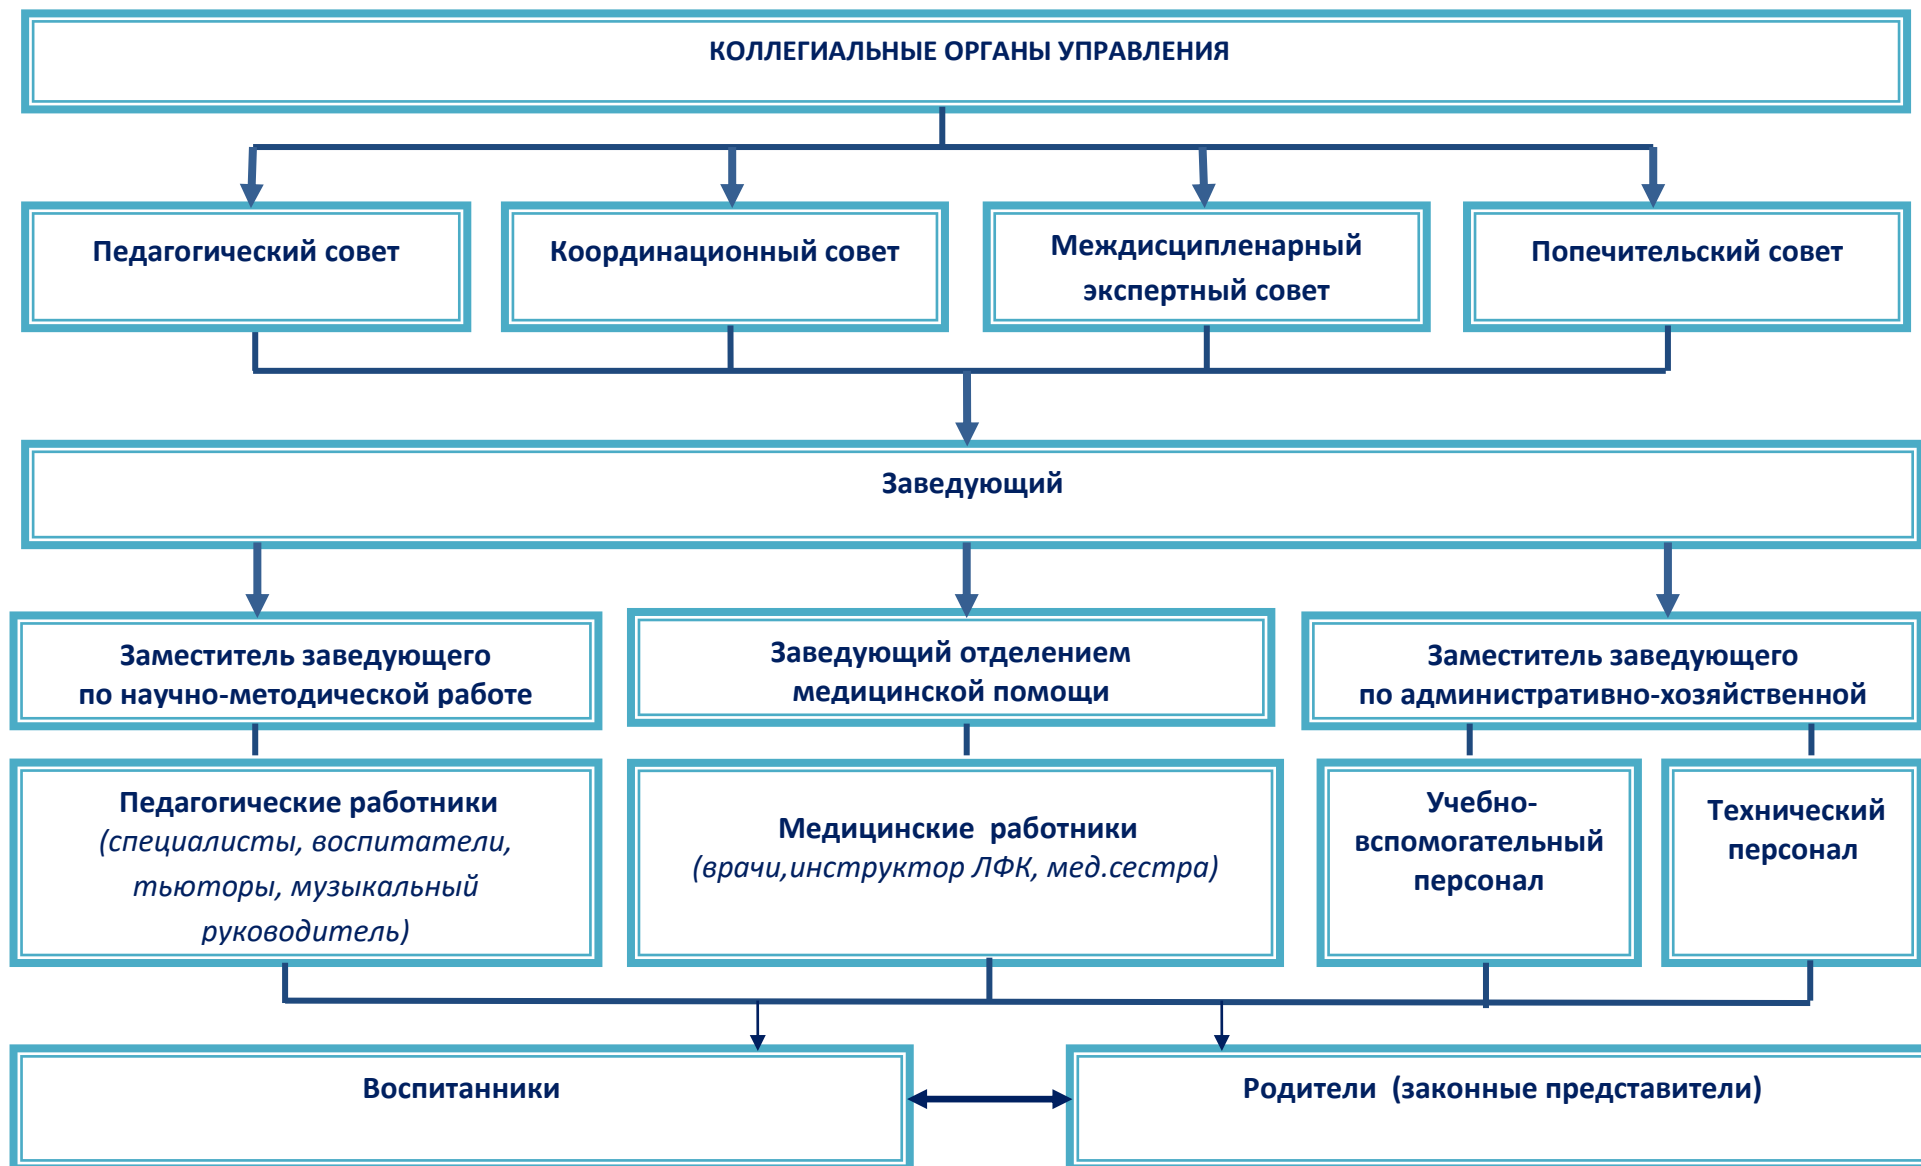 КОЛЛЕГИАЛЬНЫЕ ОРГАНЫ УПРАВЛЕНИЯ
Педагогический совет
Координационный совет
Междисципленарный
экспертный совет
Попечительский совет
Заведующий
Заместитель заведующего
по научно-методической работе
Заведующий отделением
медицинской помощи
Заместитель заведующего
по административно-хозяйственной
Педагогические работники
(специалисты, воспитатели,
тьюторы, музыкальный
руководитель)
Медицинские  работники
(врачи,инструктор ЛФК, мед.сестра)
Учебно-
вспомогательный
персонал
Технический
персонал
Воспитанники
Родители  (законные представители)